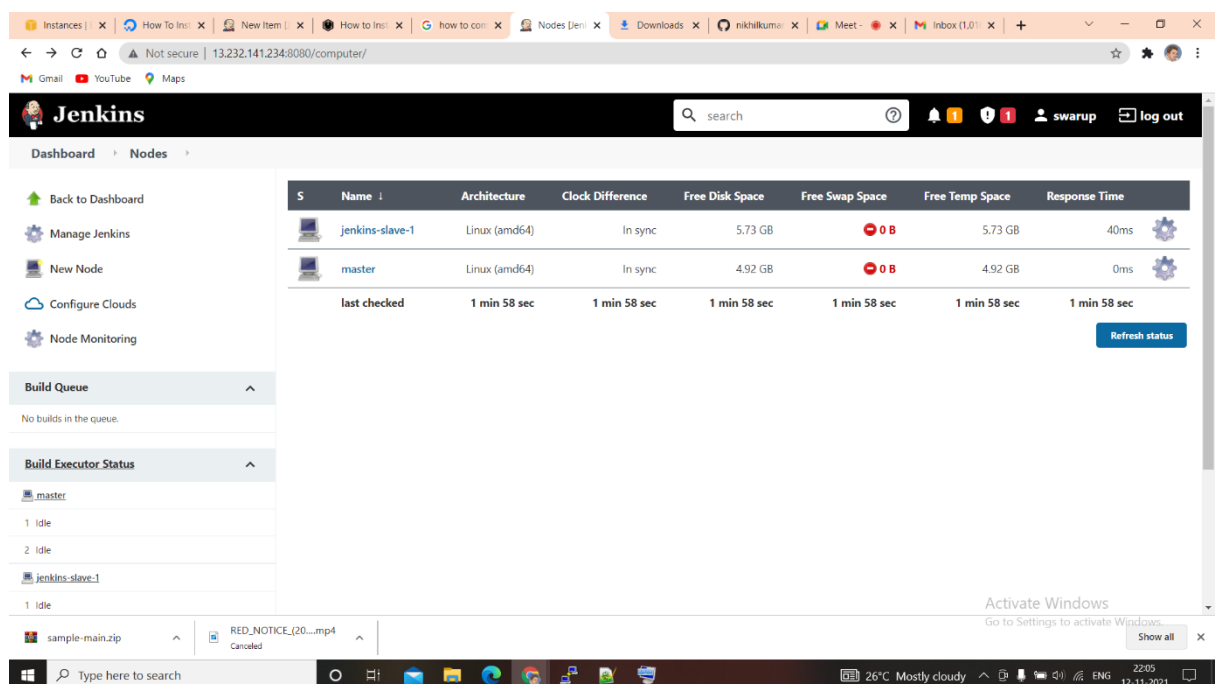 Instances | How To Inst New Item [ How to Inst how to con Nodes [Jenk Downloads nikhilkuma Meet - Inbox (1,01
Not secure | 13.232.141.234:8080/computer/
Gmail YouTube Maps
Jenkins search 1 1 swarup log out
Dashboard Nodes
S Name ↓ Architecture Clock Difference Free Disk Space Free Swap Space Free Temp Space Response Time
Back to Dashboard
jenkins-slave-1 Linux (amd64) In sync 5.73 GB 0 B 5.73 GB 40ms
Manage Jenkins
New Node
master Linux (amd64) In sync 4.92 GB 0 B 4.92 GB 0ms
Configure Clouds
last checked 1 min 58 sec 1 min 58 sec 1 min 58 sec 1 min 58 sec 1 min 58 sec 1 min 58 sec
Node Monitoring
Refresh status
Build Queue
No builds in the queue.
Build Executor Status
master
1 Idle
2 Idle
jenkins-slave-1
1 Idle
Activate Windows
Go to Settings to activate Windows.
sample-main.zip
RED_NOTICE_(20....mp4
Canceled
Show all
Type here to search
26°C Mostly cloudy ENG
22:05
12-11-2021